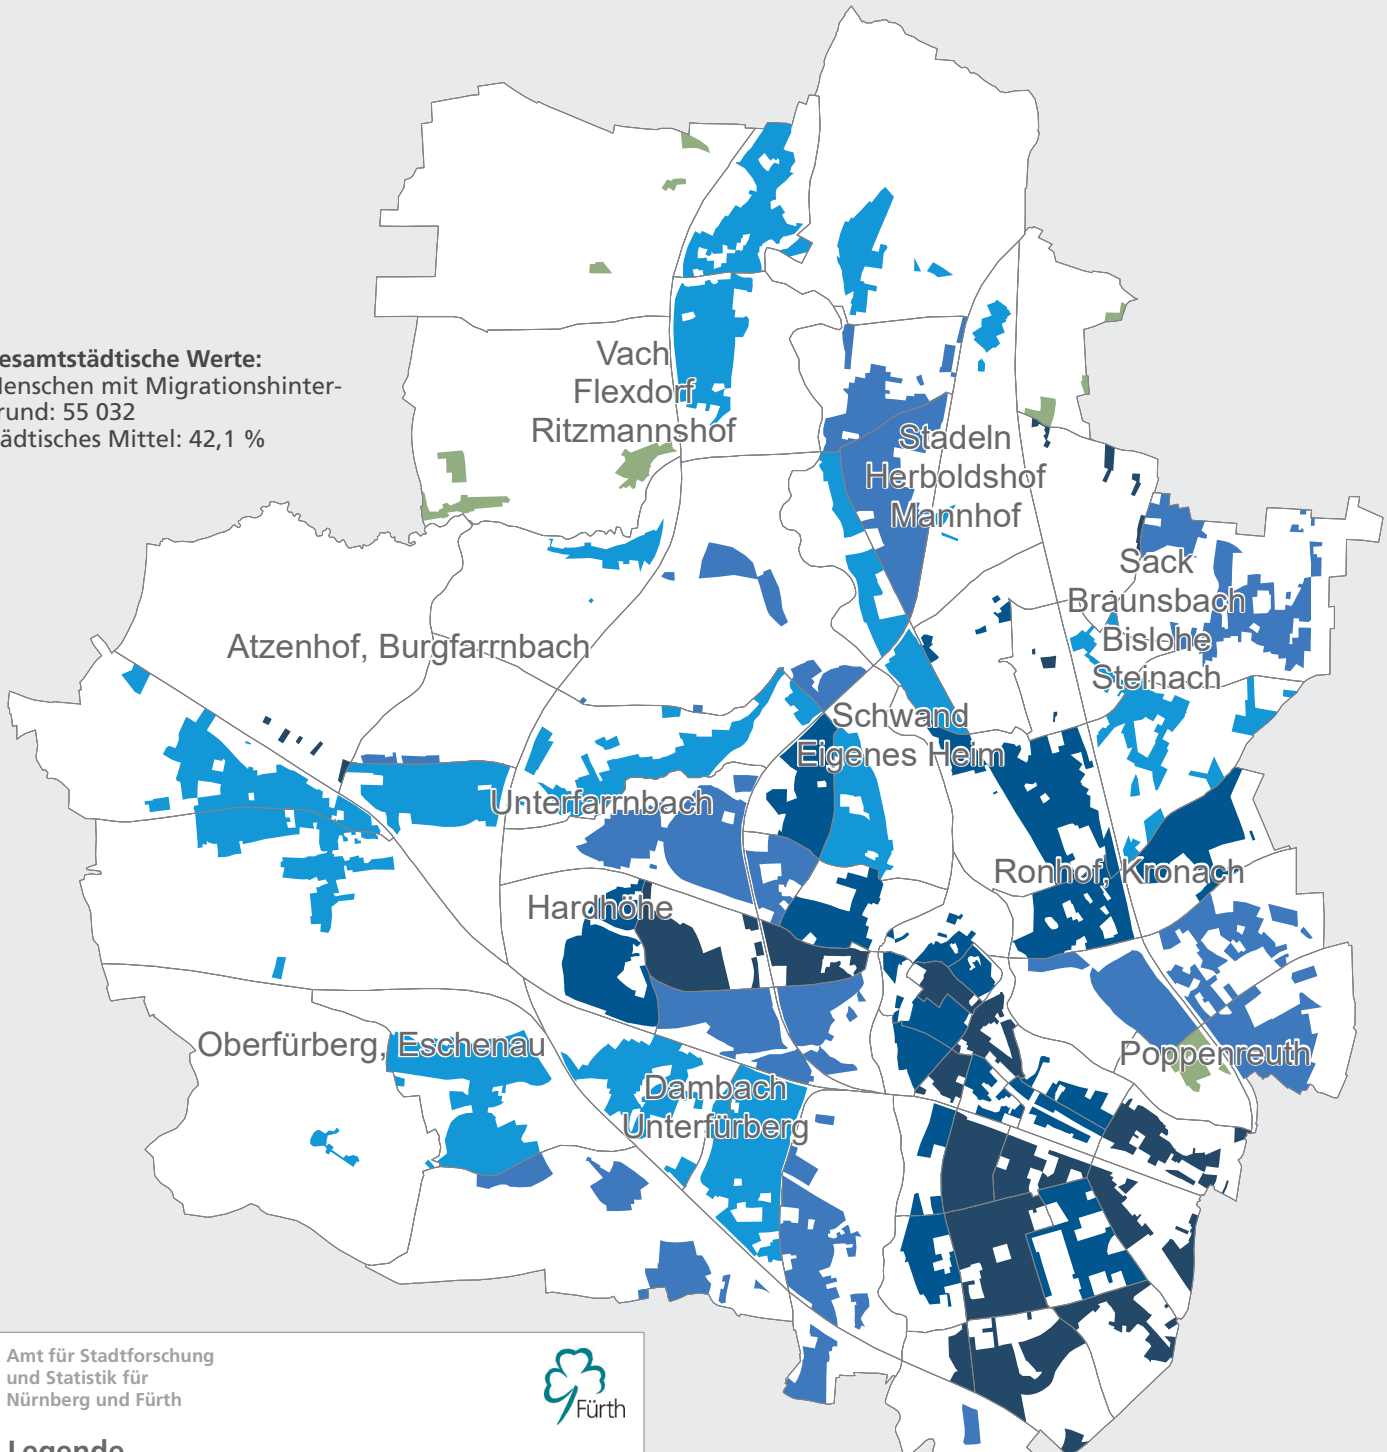 esamtstädtische Werte:
enschen mit Migrationshinter-
rund: 55 032
ädtisches Mittel: 42,1 %
Vach
Flexdorf
Ritzmannshof
Stadeln
Herboldshof
Mannhof
Sack
Braunsbach
Bislohe
Steinach
Atzenhof, Burgfarrnbach
Schwand
Eigenes Heim
Unterfarrnbach
Ronhof, Kronach
Hardhöhe
Oberfürberg, Eschenau
Poppenreuth
Dambach
Unterfürberg
Amt für Stadtforschung
und Statistik für
Nürnberg und Fürth
Fürth
Legende